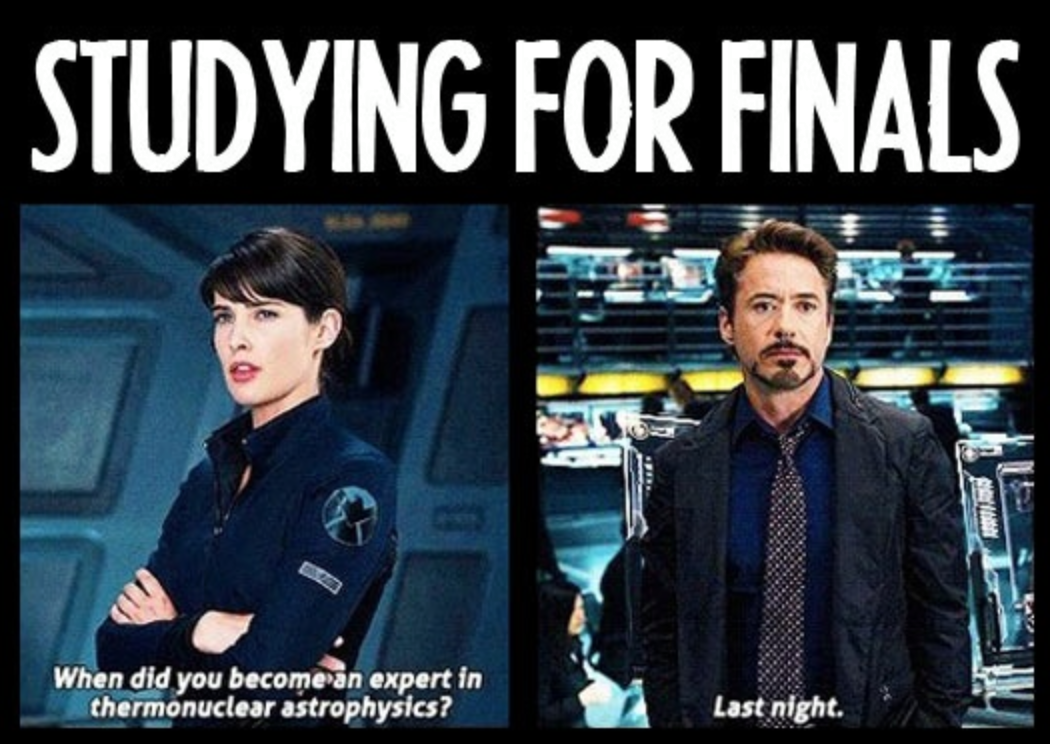 STUDYING FOR FINALS
When did you become an expert in
thermonuclear astrophysics?
Last night.